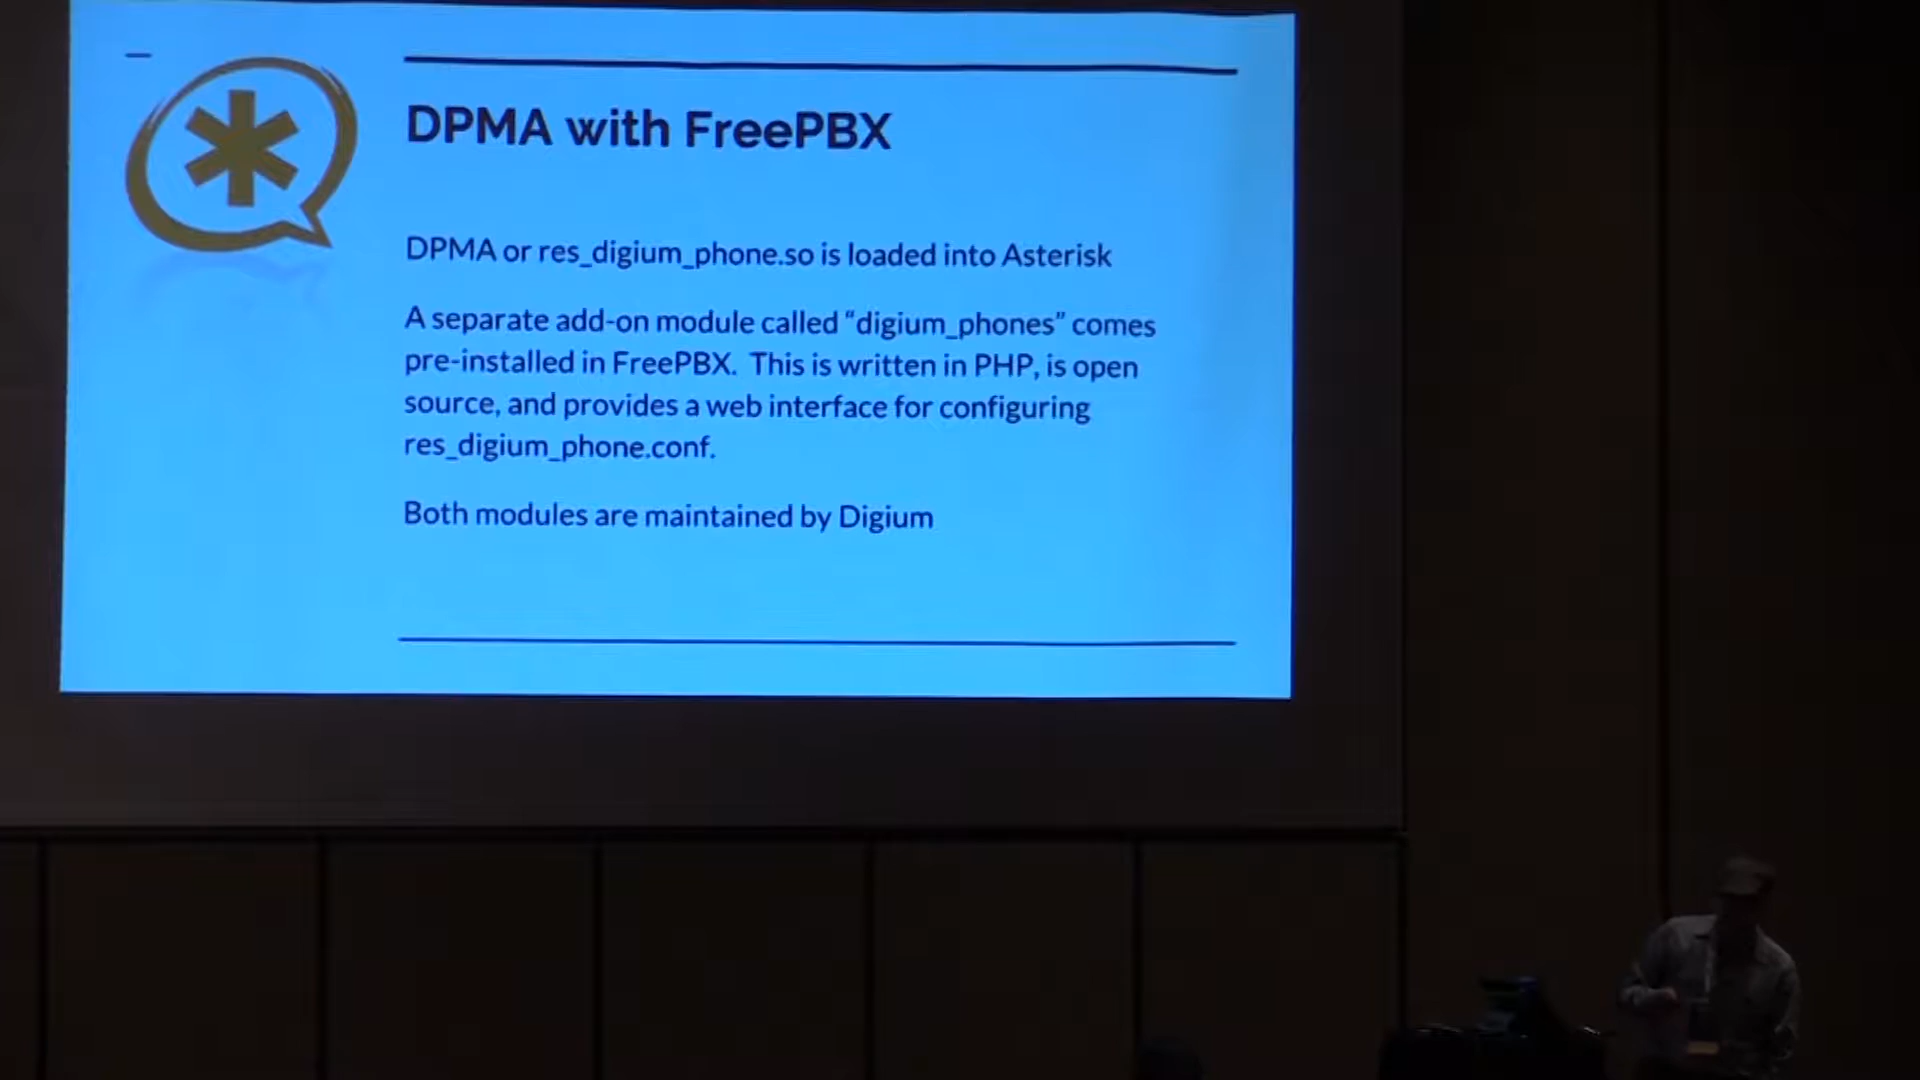 DPMA with FreePBX
DPMA or res_digium_phone.so is loaded into Asterisk
A separate add-on module called “digium_phones” comes
pre-installed in FreePBX. This is written in PHP, is open
source, and provides a web interface for configuring
res_digium_phone.conf.
Both modules are maintained by Digium